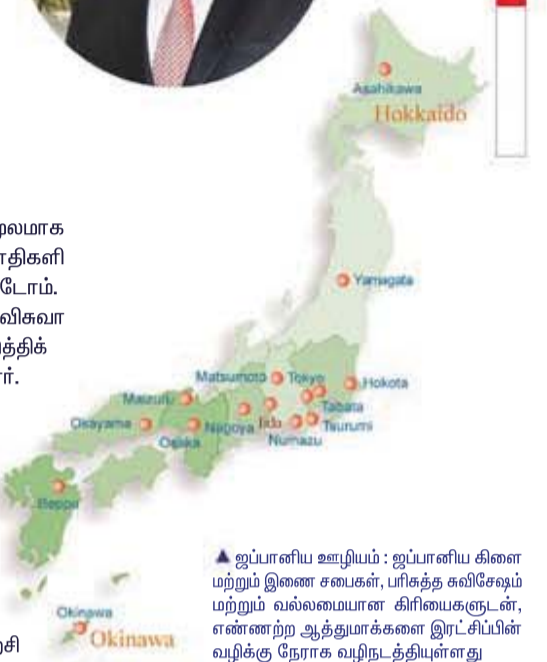 Asahikawa
Hokkaido
மூலமாக
Yamagata
Matsumoto
Tokyo
Hokota
Maizuru
Tabata
Okayama
Nagoya
Iida
Tsurumi
Osaka
Numazu
Beppu
Okinawa
Okinawa
▲ ஜப்பானிய ஊழியம் : ஜப்பானிய கிளை
மற்றும் இணை சபைகள், பரிசுத்த சுவிசேஷம்
மற்றும் வல்லமையான கிரியைகளுடன்,
எண்ணற்ற ஆத்துமாக்களை இரட்சிப்பின்
வழிக்கு நேராக வழிநடத்தியுள்ளது